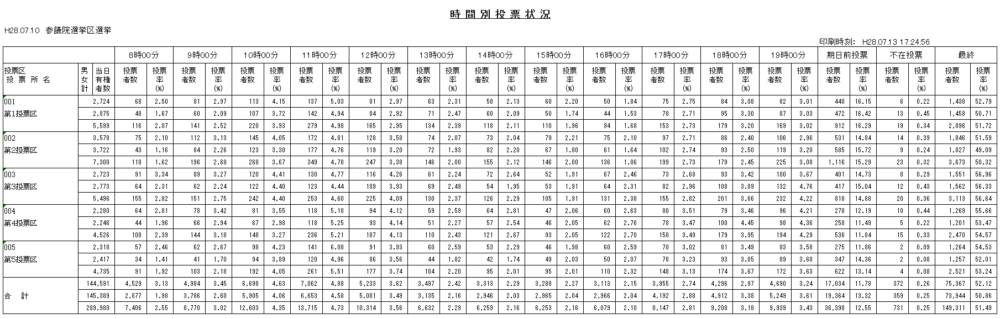 時間別投票状況
H28.07.10 参議院選挙区選挙
印刷時刻: H28.07.13 17:24:56
8時00分 9時00分 10時00分 11時00分 12時00分 13時00分 14時00分 15時00分 16時00分 17時00分 18時00分 19時00分 期日前投票 不在投票 最終
投票区 投票所名 男女計 当日有権者数 投票者数 投票率(%) 投票者数 投票率(%) 投票者数 投票率(%) 投票者数 投票率(%) 投票者数 投票率(%) 投票者数 投票率(%) 投票者数 投票率(%) 投票者数 投票率(%) 投票者数 投票率(%) 投票者数 投票率(%) 投票者数 投票率(%) 投票者数 投票率(%) 投票者数 投票率(%) 投票者数 投票率(%) 投票者数 投票率(%)
001 2,724 68 2.50 81 2.97 113 4.15 137 5.03 81 2.97 63 2.31 58 2.13 60 2.20 50 1.84 75 2.75 84 3.08 82 3.01 440 16.15 6 0.22 1,438 52.79
第1投票区 2,875 48 1.67 60 2.09 107 3.72 142 4.94 84 2.92 71 2.47 60 2.09 50 1.74 44 1.53 78 2.71 95 3.30 87 3.03 472 16.42 13 0.45 1,458 50.71
5,599 116 2.07 141 2.52 220 3.93 279 4.98 165 2.95 134 2.39 118 2.11 110 1.96 94 1.68 153 2.73 179 3.20 169 3.02 912 16.29 19 0.34 2,896 51.72
002 3,578 75 2.10 112 3.13 145 4.05 172 4.81 128 3.58 74 2.07 73 2.04 79 2.21 75 2.10 97 2.71 86 2.40 106 2.96 531 14.84 14 0.39 1,846 51.59
第2投票区 3,722 43 1.16 84 2.26 123 3.30 177 4.76 119 3.20 72 1.93 82 2.20 67 1.80 61 1.64 102 2.74 93 2.50 119 3.20 585 15.72 9 0.24 1,827 49.09
7,300 118 1.62 196 2.68 268 3.67 349 4.78 247 3.38 146 2.00 155 2.12 146 2.00 136 1.86 199 2.73 179 2.45 225 3.08 1,116 15.29 23 0.32 3,673 50.32
003 2,723 91 3.34 89 3.27 120 4.41 130 4.77 116 4.26 61 2.24 72 2.64 52 1.91 67 2.46 73 2.68 93 3.42 100 3.67 401 14.73 8 0.29 1,551 56.96
第3投票区 2,773 64 2.31 62 2.24 122 4.40 123 4.44 109 3.93 69 2.49 54 1.95 53 1.91 64 2.31 82 2.96 108 3.89 132 4.76 417 15.04 12 0.43 1,562 56.33
5,496 155 2.82 151 2.75 242 4.40 253 4.60 225 4.09 130 2.37 126 2.29 105 1.91 131 2.38 155 2.82 201 3.66 232 4.22 818 14.88 20 0.36 3,113 56.64
004 2,280 64 2.81 78 3.42 81 3.55 118 5.18 94 4.12 59 2.59 64 2.81 47 2.06 60 2.63 80 3.51 79 3.46 96 4.21 278 12.19 10 0.44 1,269 55.66
第4投票区 2,246 44 1.96 66 2.94 67 2.98 118 5.25 93 4.14 51 2.27 57 2.54 46 2.05 62 2.76 78 3.47 100 4.45 98 4.36 258 11.49 5 0.22 1,201 53.47
4,526 108 2.39 144 3.18 148 3.27 236 5.21 187 4.13 110 2.43 121 2.67 93 2.05 122 2.70 158 3.49 179 3.95 194 4.29 536 11.84 15 0.33 2,470 54.57
005 2,318 57 2.46 62 2.67 98 4.23 141 6.08 91 3.93 60 2.59 53 2.29 46 1.98 60 2.59 70 3.02 81 3.49 83 3.58 275 11.86 2 0.09 1,264 54.53
第5投票区 2,417 34 1.41 41 1.70 94 3.89 120 4.96 86 3.56 44 1.82 42 1.74 49 2.03 50 2.07 78 3.23 93 3.85 89 3.68 347 14.36 2 0.08 1,257 52.01
4,735 91 1.92 103 2.18 192 4.05 261 5.51 177 3.74 104 2.20 95 2.01 95 2.01 110 2.32 148 3.13 174 3.67 172 3.63 622 13.14 4 0.08 2,521 53.24
144,591 4,529 3.13 4,984 3.45 6,698 4.63 7,062 4.88 5,233 3.62 3,497 2.42 3,313 2.29 3,288 2.27 3,113 2.15 3,955 2.74 4,296 2.97 4,690 3.24 17,034 11.78 372 0.26 75,367 52.12
合計 145,389 2,877 1.98 3,786 2.60 5,905 4.06 6,653 4.58 5,081 3.49 3,135 2.16 2,946 2.03 2,965 2.04 2,966 2.04 4,192 2.88 4,912 3.38 5,249 3.61 19,364 13.32 359 0.25 73,944 50.86
289,980 7,406 2.55 8,770 3.02 12,603 4.35 13,715 4.73 10,314 3.56 6,632 2.29 6,259 2.16 6,253 2.16 6,079 2.10 8,147 2.81 9,208 3.18 9,939 3.43 36,398 12.55 731 0.25 149,311 51.49